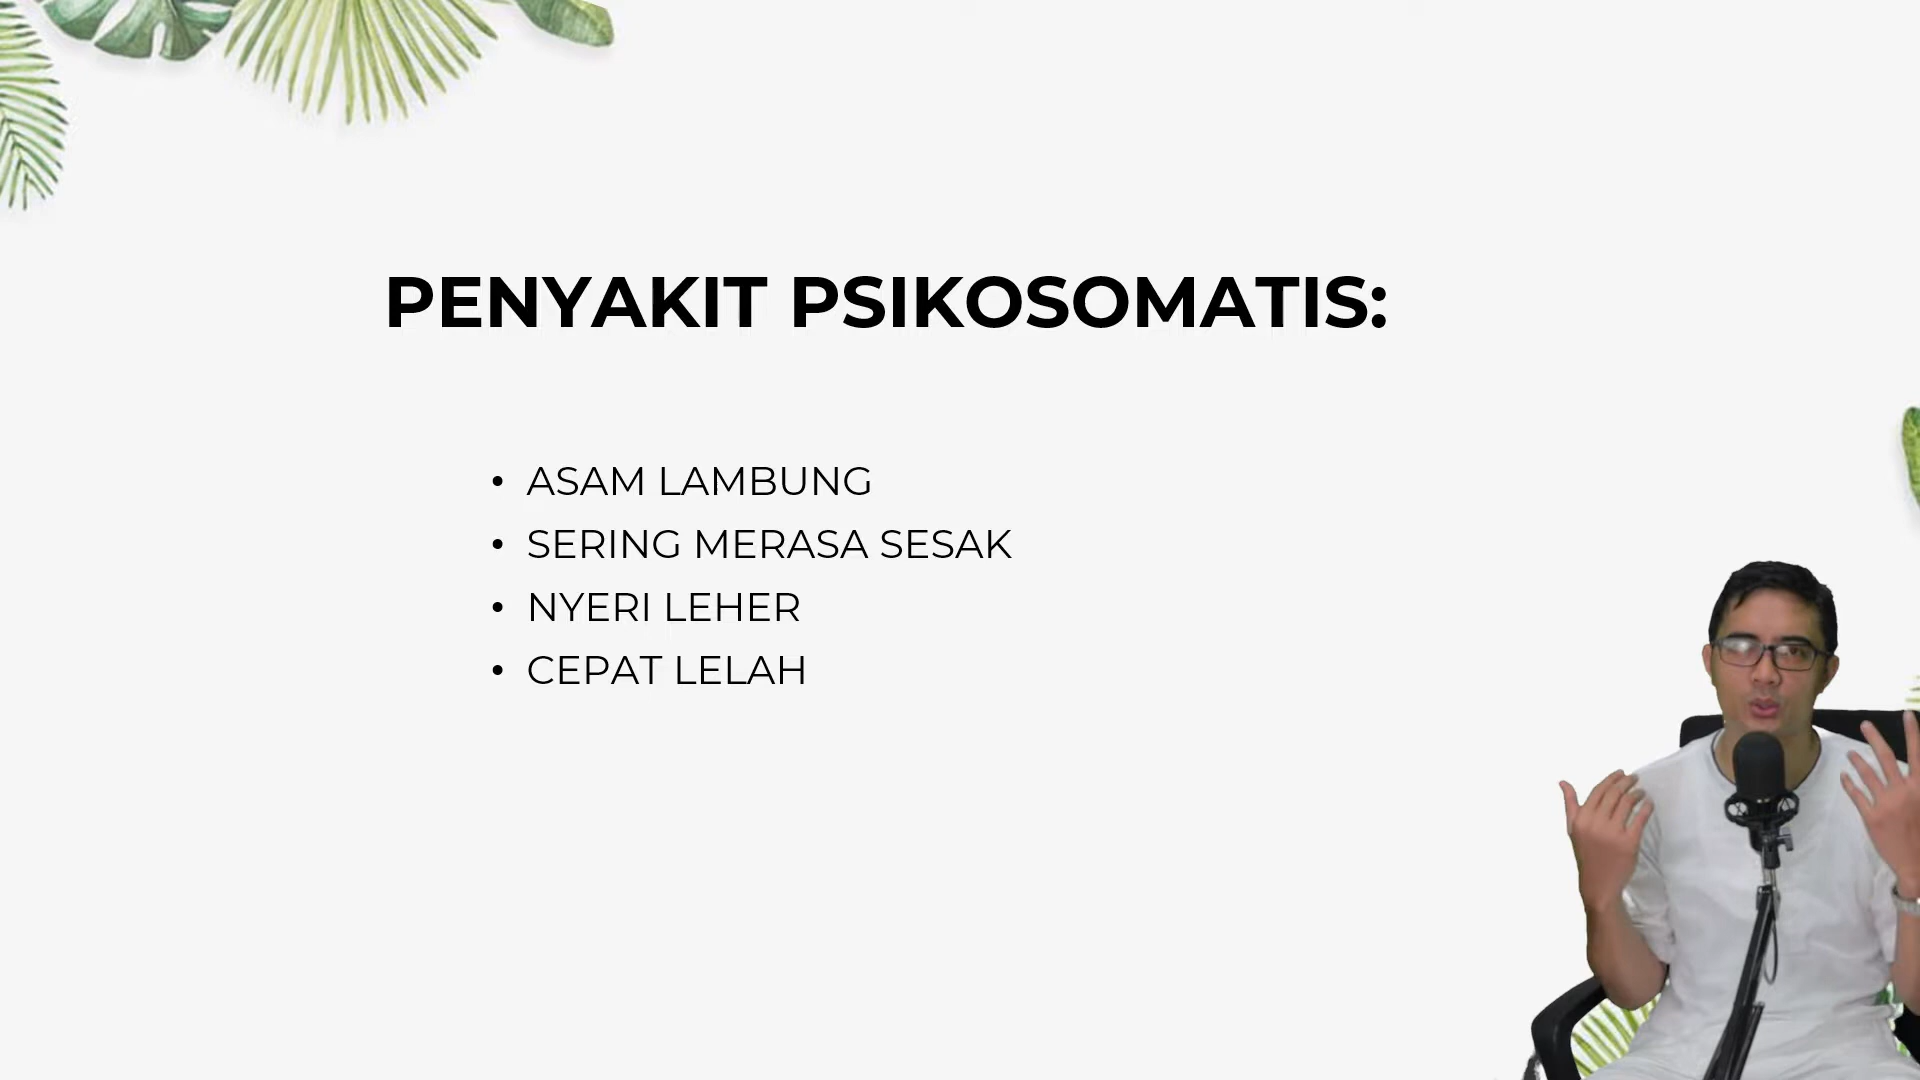 PENYAKIT PSIKOSOMATIS:
• ASAM LAMBUNG
• SERING MERASA SESAK
• NYERI LEHER
• CEPAT LELAH